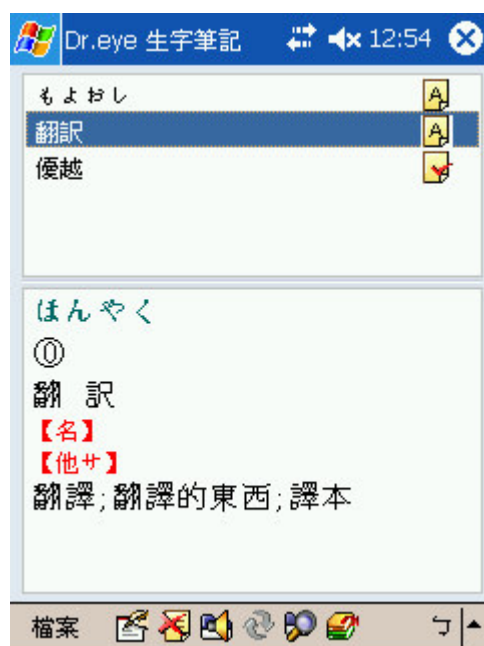 Dr.eye 生字筆記 12:54
もよおし
翻訳
優越
ほんやく
⓪
翻 訳
【名】
【他サ】
翻譯;翻譯的東西;譯本
檔案 ㄅ